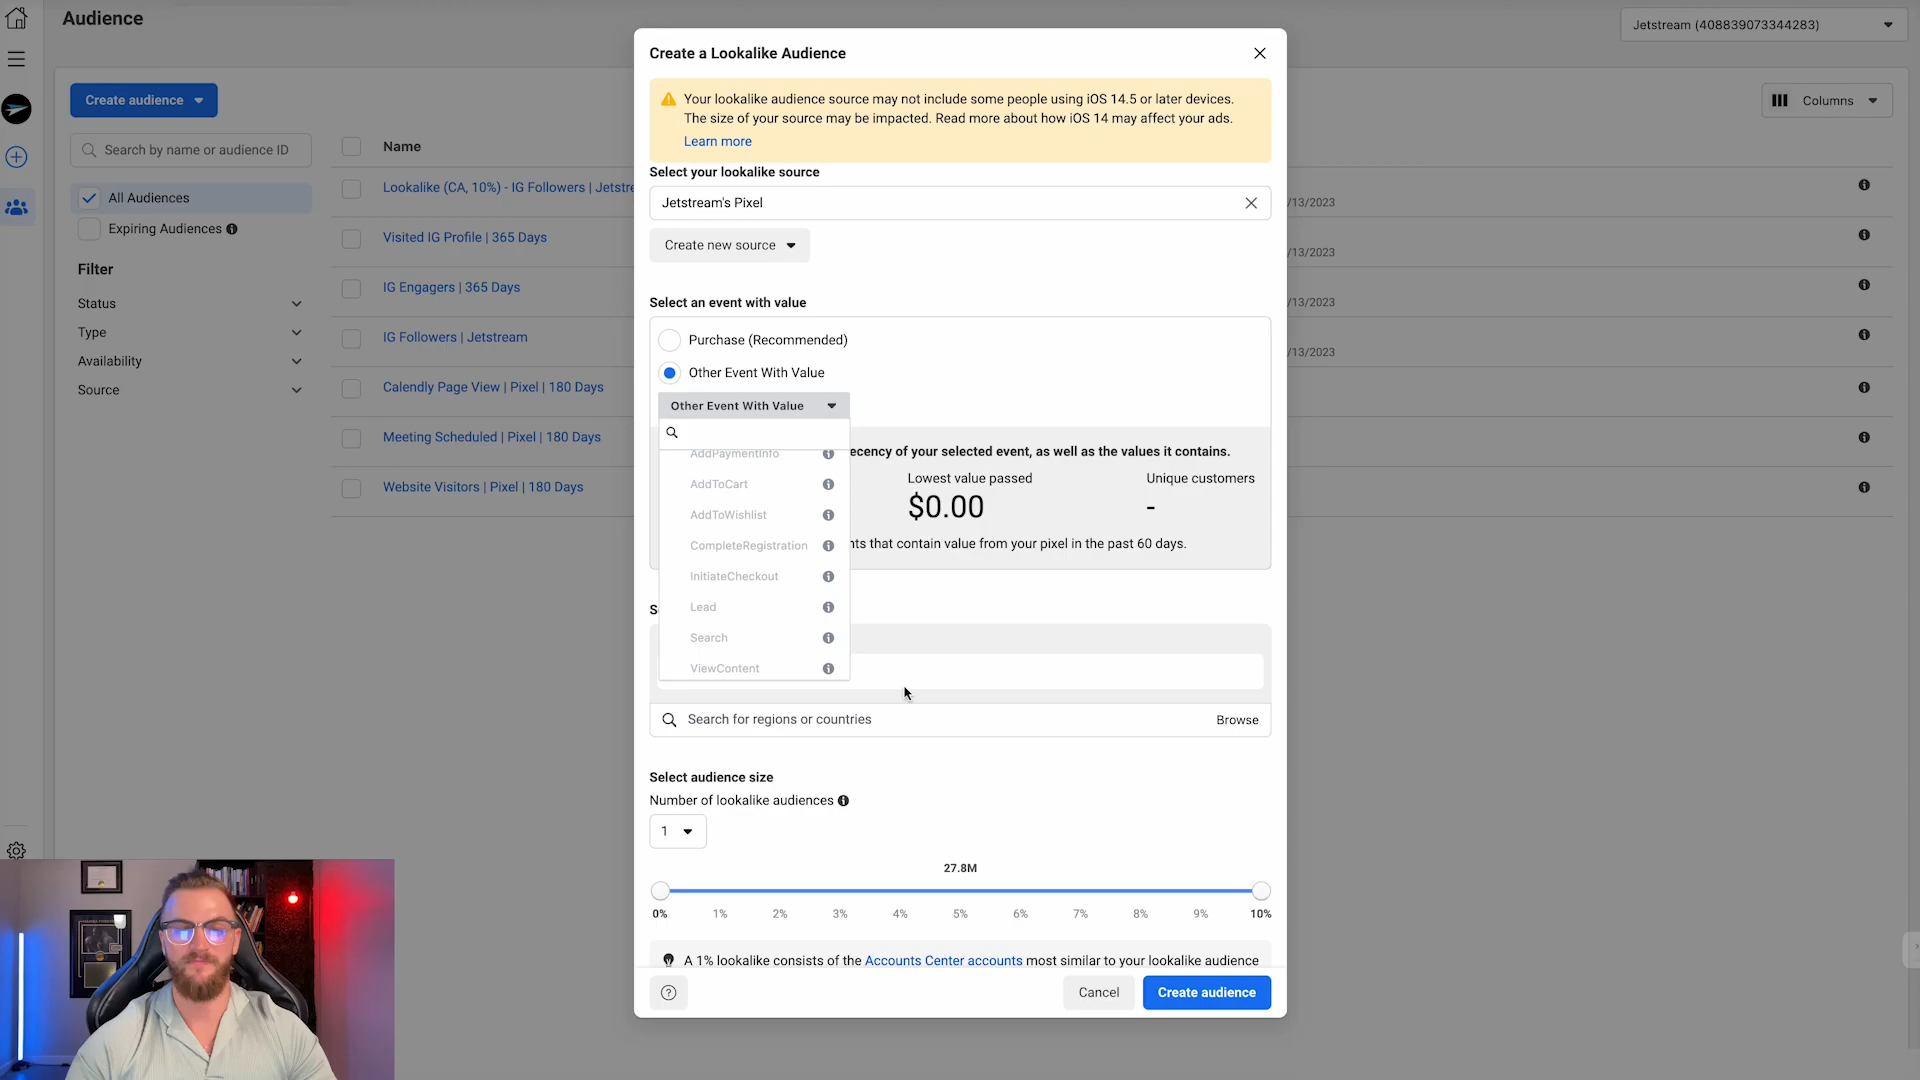 Audience
Jetstream (408839073344283)
Create audience
Columns
Search by name or audience ID
All Audiences
Expiring Audiences
Filter
Status
Type
Availability
Source
Name
Lookalike (CA, 10%) - IG Followers | Jetstre
/13/2023
Visited IG Profile | 365 Days
/13/2023
IG Engagers | 365 Days
/13/2023
IG Followers | Jetstream
/13/2023
Calendly Page View | Pixel | 180 Days
Meeting Scheduled | Pixel | 180 Days
Website Visitors | Pixel | 180 Days
Create a Lookalike Audience
Your lookalike audience source may not include some people using iOS 14.5 or later devices.
The size of your source may be impacted. Read more about how iOS 14 may affect your ads.
Learn more
Select your lookalike source
Jetstream's Pixel
Create new source
Select an event with value
Purchase (Recommended)
Other Event With Value
Other Event With Value
AddPaymentInfo
AddToCart
AddToWishlist
CompleteRegistration
InitiateCheckout
Lead
Search
ViewContent
ecency of your selected event, as well as the values it contains.
Lowest value passed
Unique customers
$0.00
-
nts that contain value from your pixel in the past 60 days.
S
Search for regions or countries
Browse
Select audience size
Number of lookalike audiences
1
27.8M
0% 1% 2% 3% 4% 5% 6% 7% 8% 9% 10%
A 1% lookalike consists of the Accounts Center accounts most similar to your lookalike audience
Cancel
Create audience